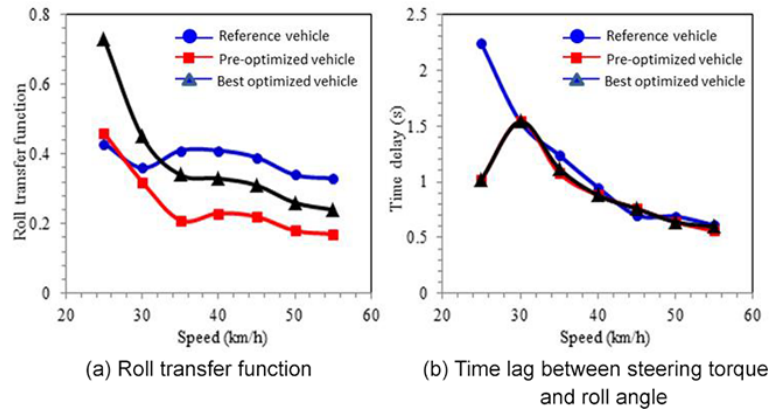 0.8
0.6
0.4
0.2
0
Roll transfer function
Reference vehicle
Pre-optimized vehicle
Best optimized vehicle
20 30 40 50 60
Speed (km/h)
(a) Roll transfer function
2.5
2
1.5
1
0.5
0
Time delay (s)
Reference vehicle
Pre-optimized vehicle
Best optimized vehicle
20 30 40 50 60
Speed (km/h)
(b) Time lag between steering torque
and roll angle